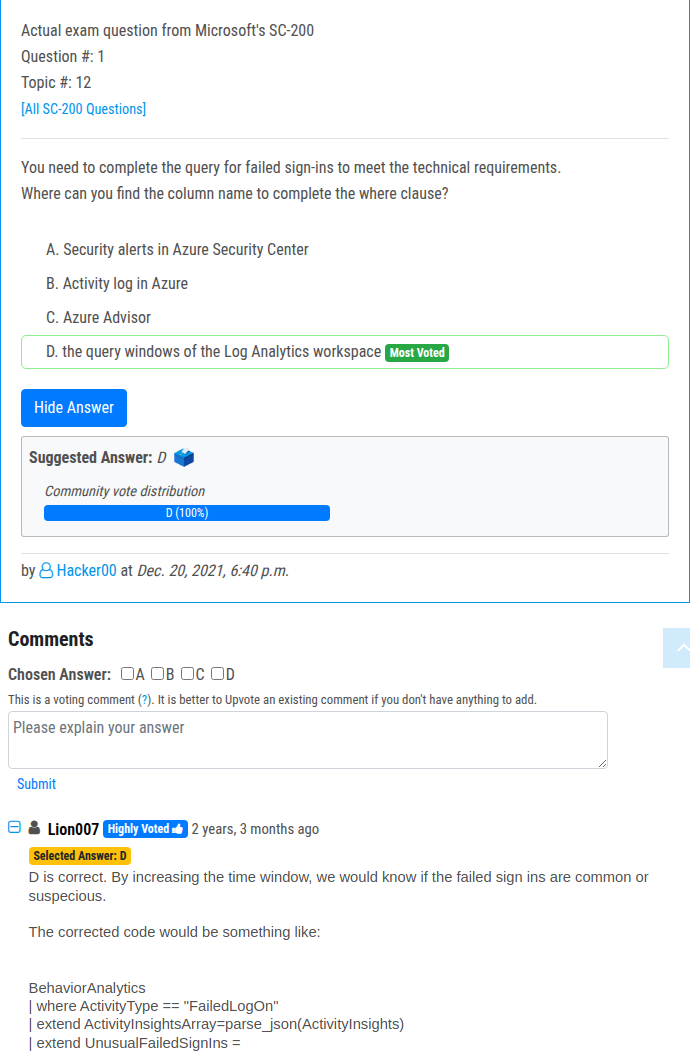 Actual exam question from Microsoft's SC-200
Question #: 1
Topic #: 12
[All SC-200 Questions]
You need to complete the query for failed sign-ins to meet the technical requirements.
Where can you find the column name to complete the where clause?
A. Security alerts in Azure Security Center
B. Activity log in Azure
C. Azure Advisor
D. the query windows of the Log Analytics workspace Most Voted
Hide Answer
Suggested Answer: D
Community vote distribution
D (100%)
by Hacker00 at Dec. 20, 2021, 6:40 p.m.
Comments
Chosen Answer: A B C D
This is a voting comment (?). It is better to Upvote an existing comment if you don't have anything to add.
Please explain your answer
Submit
Lion007 Highly Voted 2 years, 3 months ago
Selected Answer: D
D is correct. By increasing the time window, we would know if the failed sign ins are common or
suspicious.
The corrected code would be something like:
BehaviorAnalytics
| where ActivityType == "FailedLogOn"
| extend ActivityInsightsArray=parse_json(ActivityInsights)
| extend UnusualFailedSignIns =